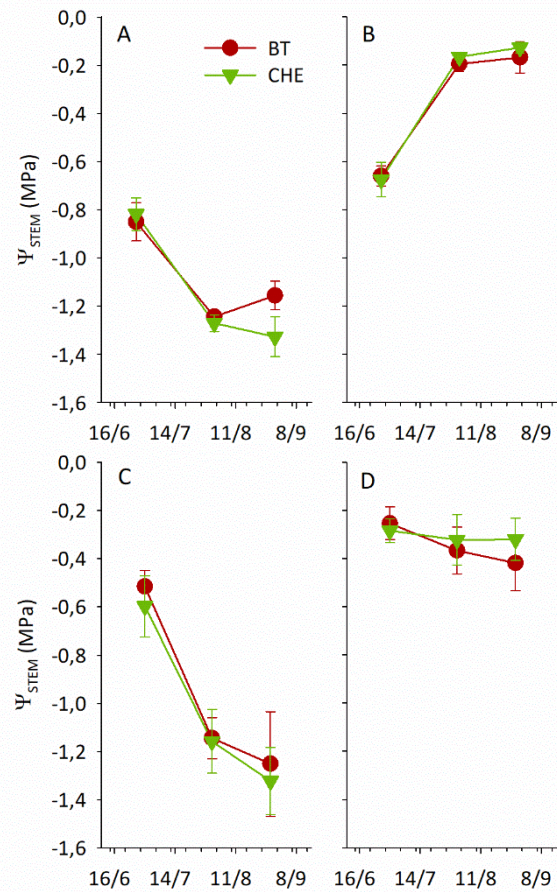 0,0
A
B
BT
CHE
-0,2
-0,4
-0,6
-0,8
-1,0
-1,2
-1,4
-1,6
Ψ STEM (MPa)
16/6 14/7 11/8 8/9 16/6 14/7 11/8 8/9
0,0
C
D
-0,2
-0,4
-0,6
-0,8
-1,0
-1,2
-1,4
-1,6
Ψ STEM (MPa)
16/6 14/7 11/8 8/9 16/6 14/7 11/8 8/9